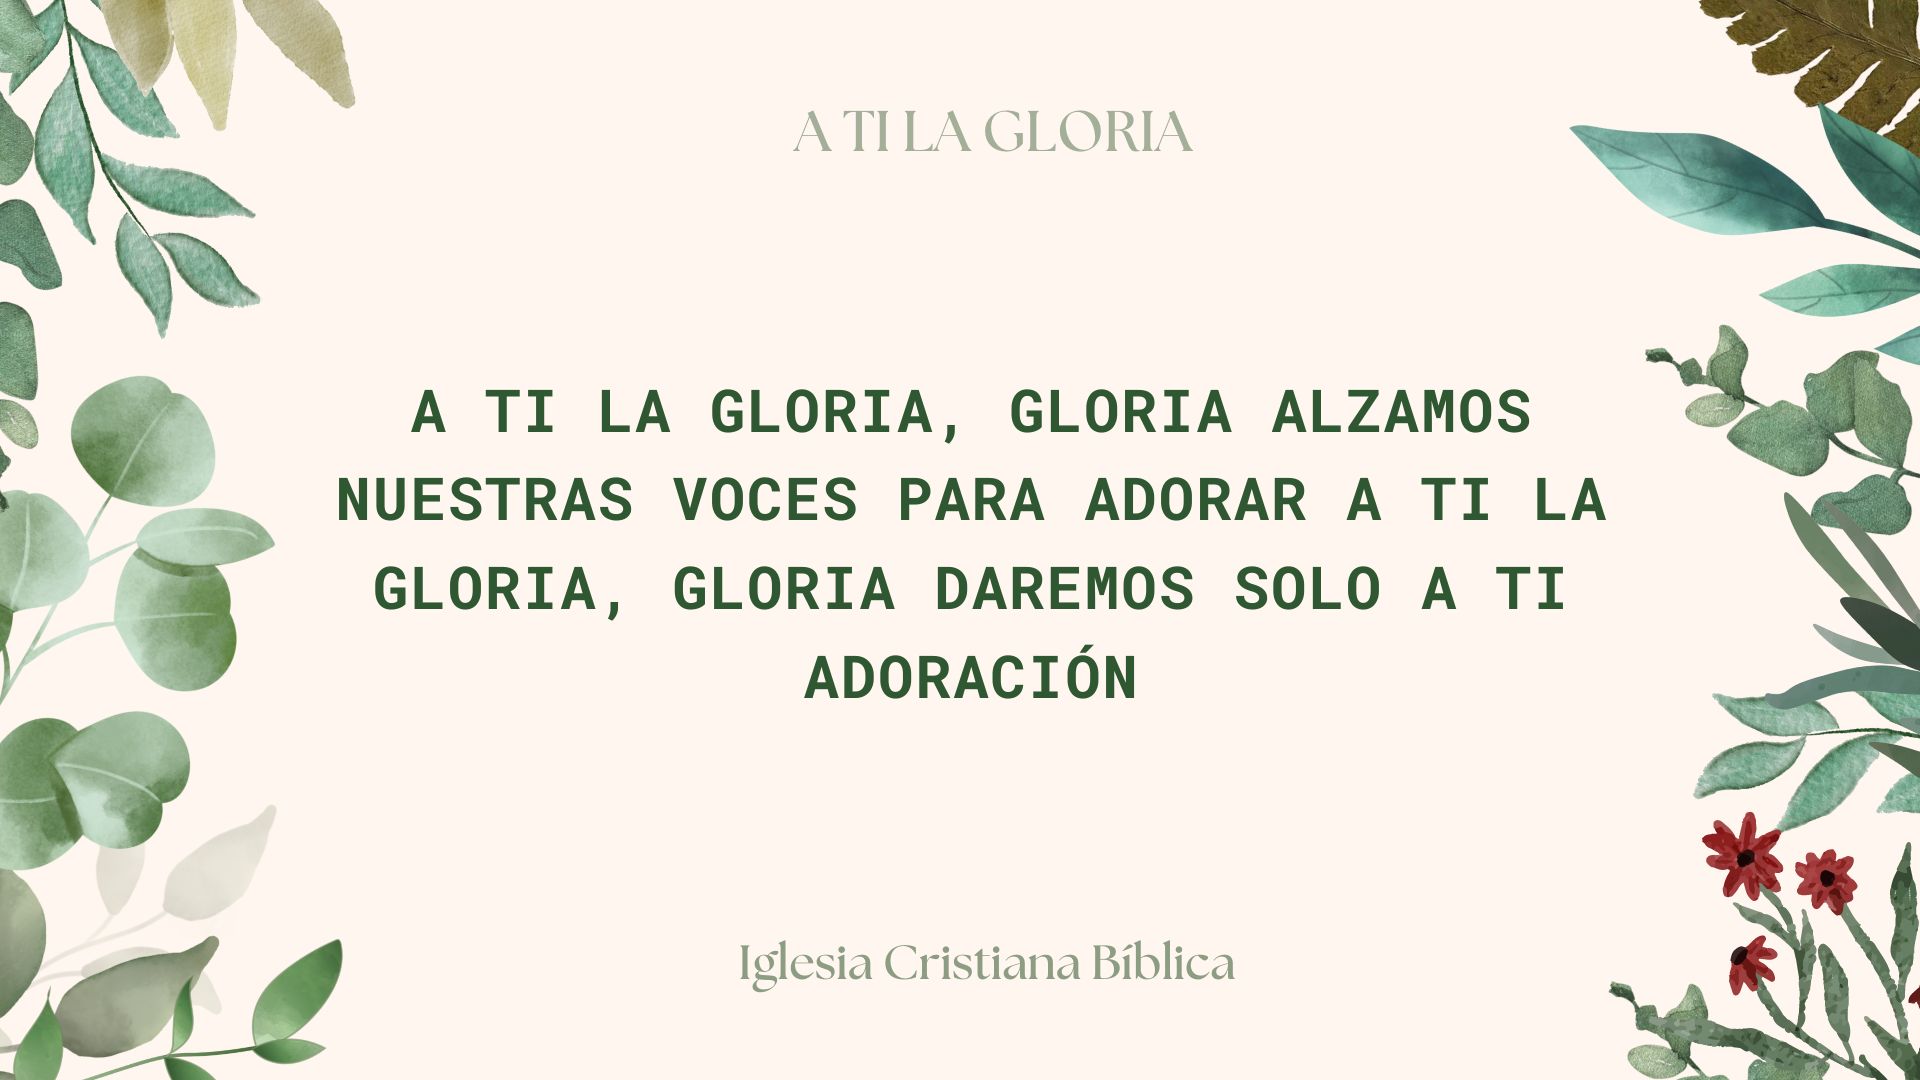 A TI LA GLORIA
A TI LA GLORIA, GLORIA ALZAMOS
NUESTRAS VOCES PARA ADORAR A TI LA
GLORIA, GLORIA DAREMOS SOLO A TI
ADORACIÓN
Iglesia Cristiana Bíblica